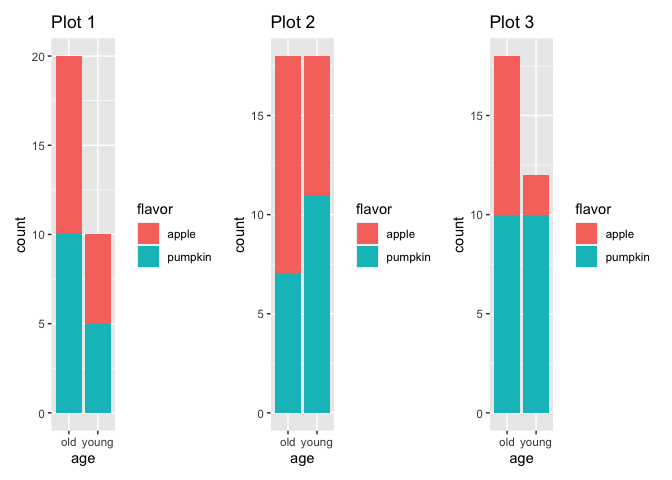 Plot 1
20
15
10
5
0
count
old young
age
flavor
apple
pumpkin
Plot 2
15
10
5
0
count
old young
age
flavor
apple
pumpkin
Plot 3
15
10
5
0
count
old young
age
flavor
apple
pumpkin